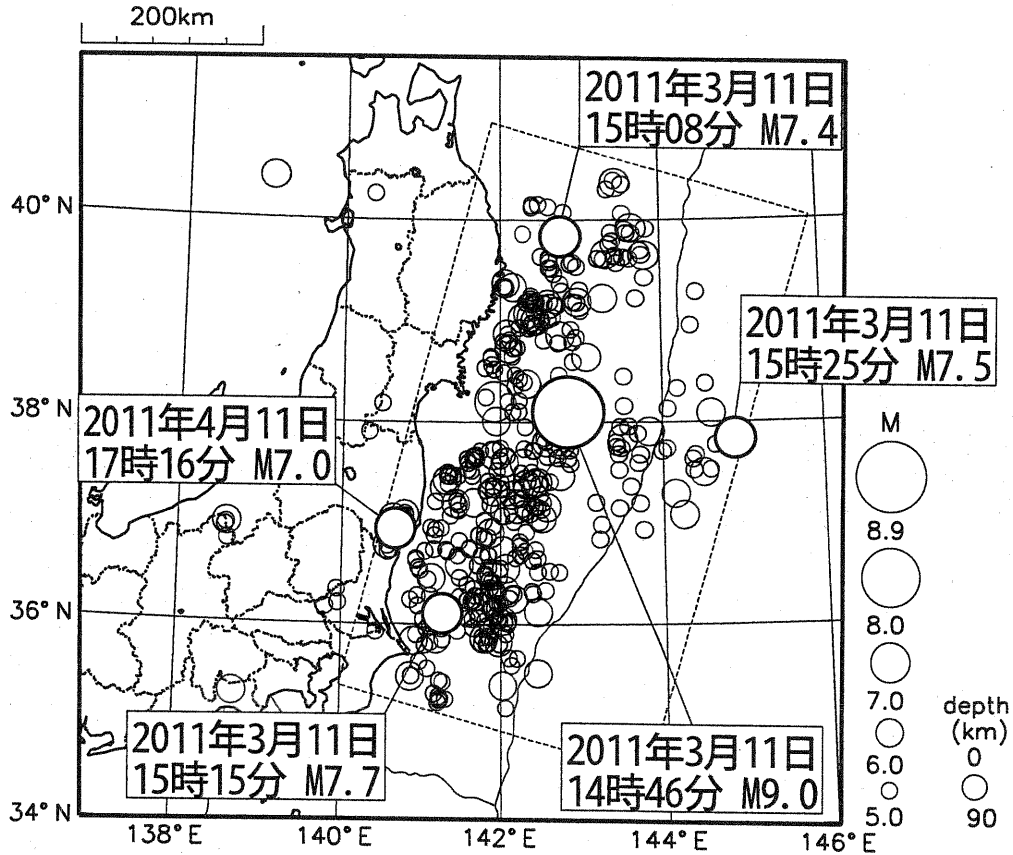 200km
2011年3月11日
15時08分 M7.4
40°N
2011年3月11日
15時25分 M7.5
38°N
2011年4月11日
17時16分 M7.0
M
8.9
8.0
7.0
6.0
5.0
depth
(km)
0
90
36°N
2011年3月11日
15時15分 M7.7
2011年3月11日
14時46分 M9.0
34°N
138°E
140°E
142°E
144°E
146°E